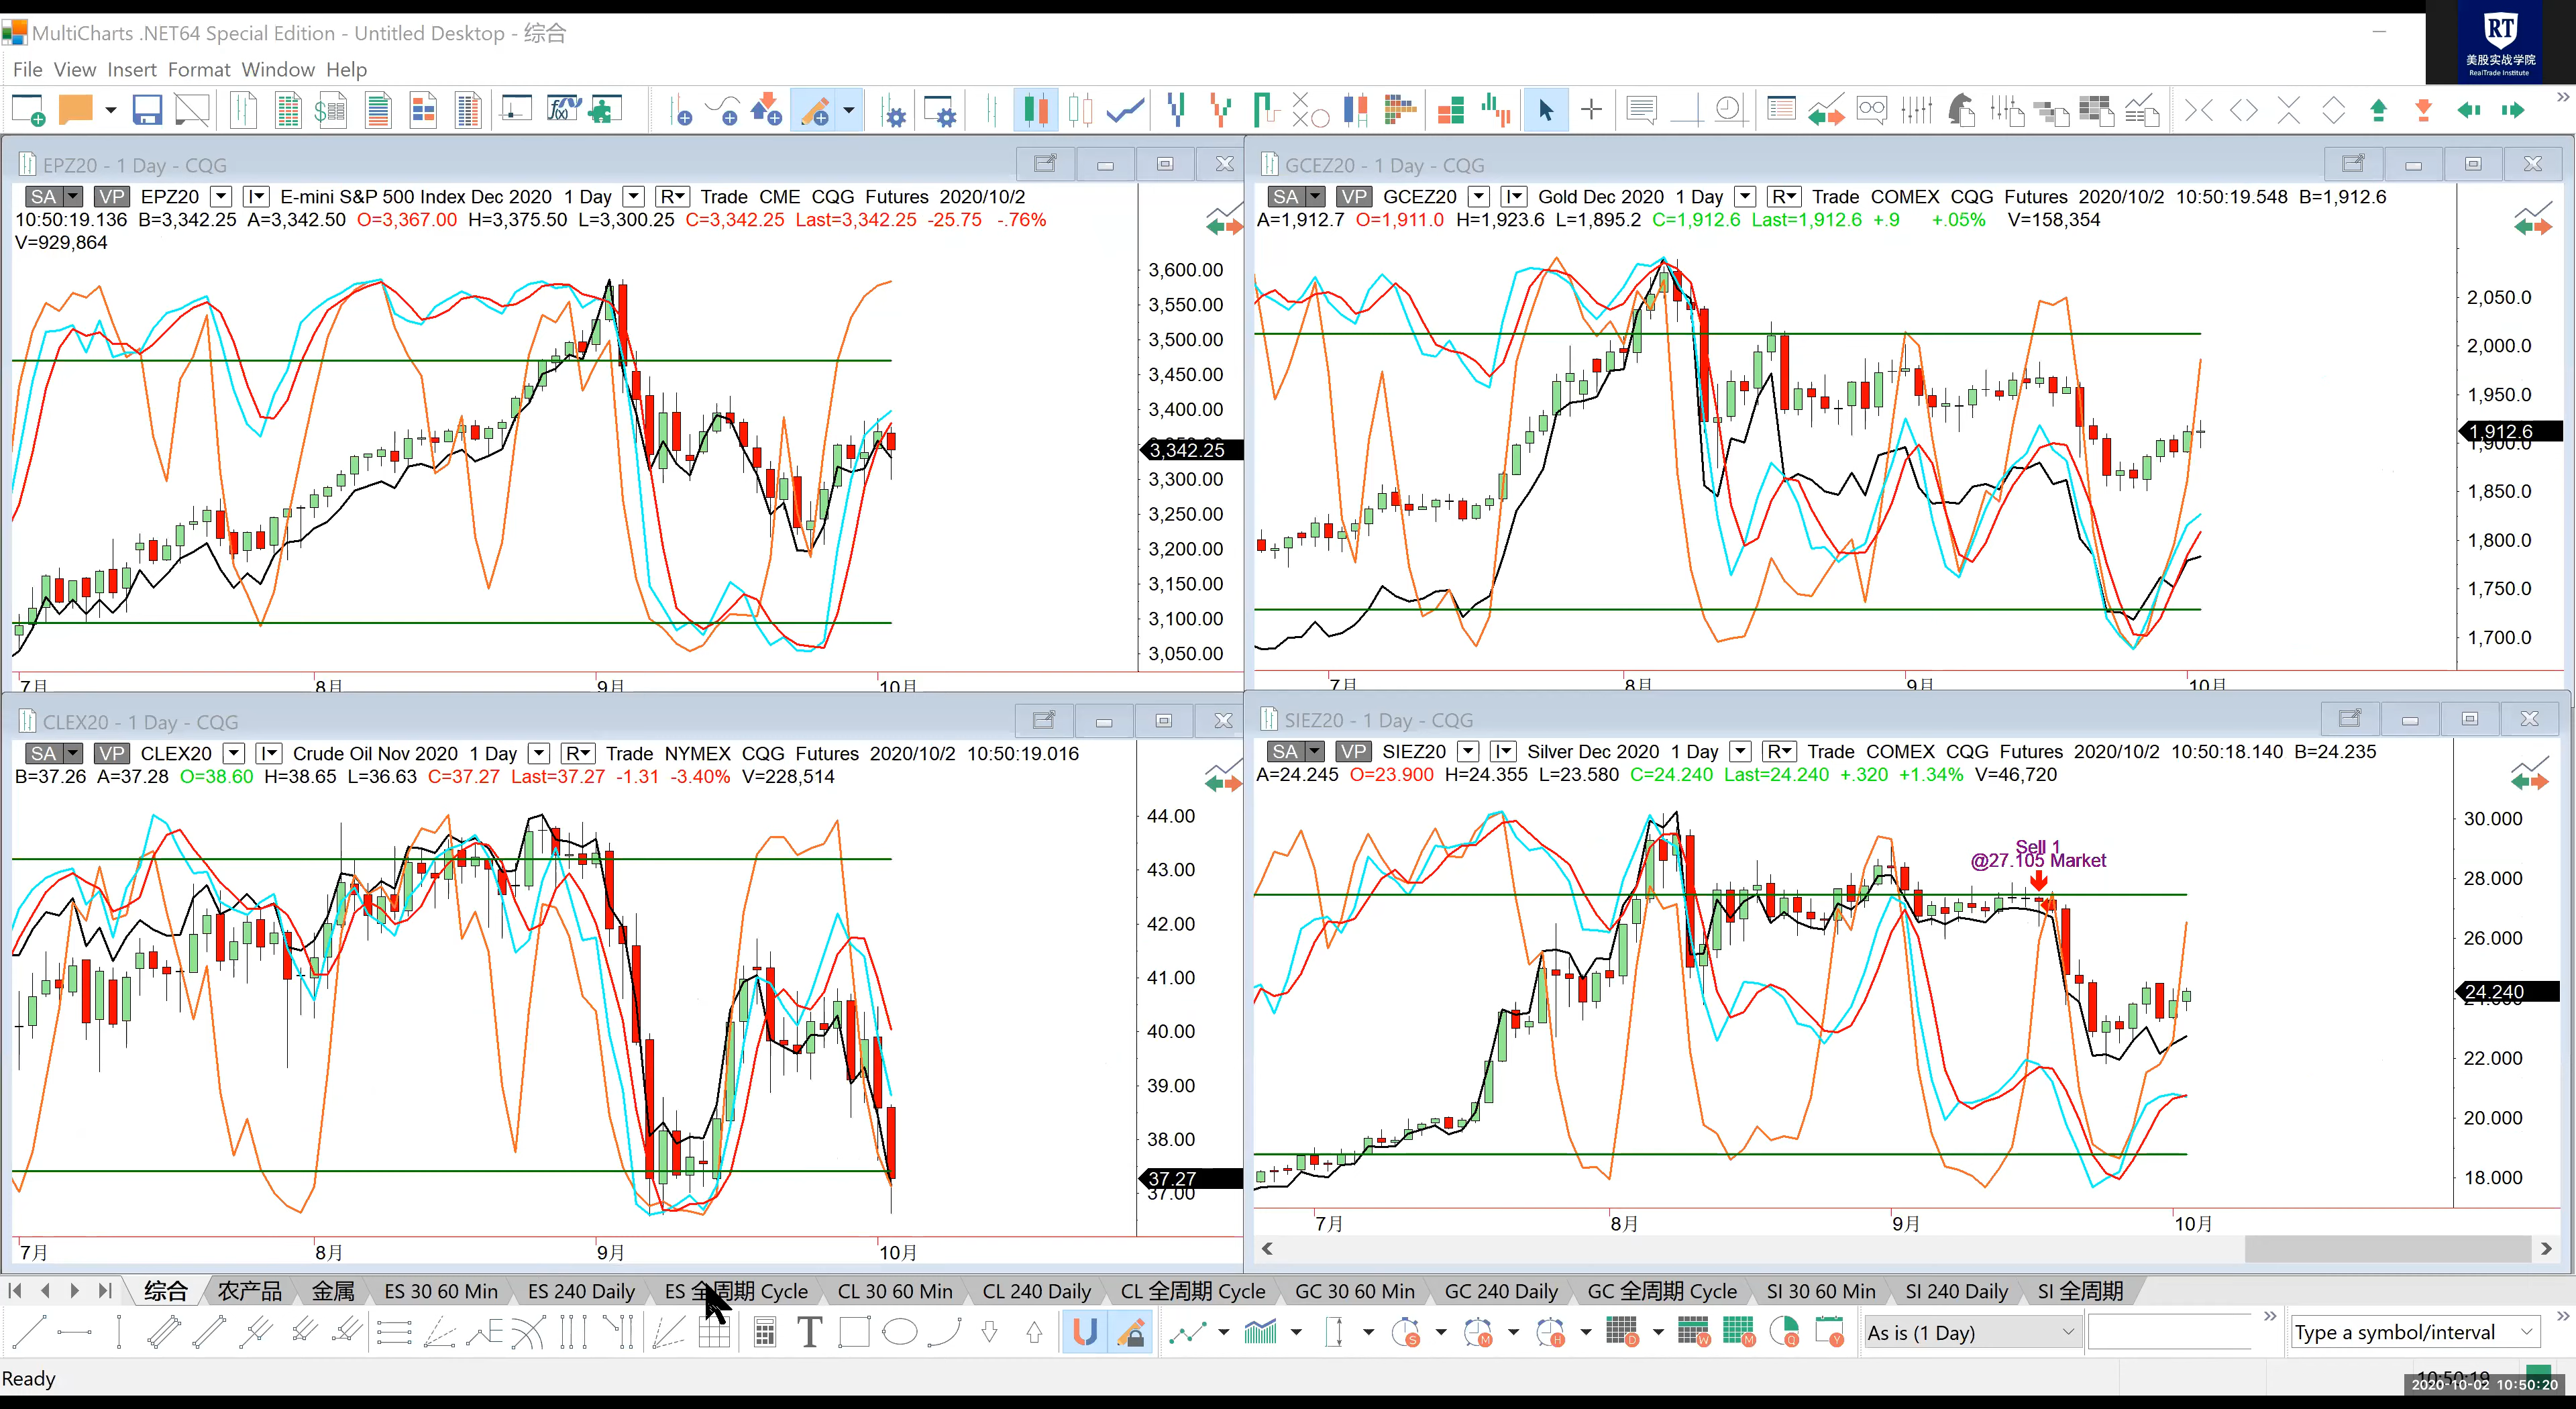 MultiCharts .NET64 Special Edition - Untitled Desktop - 综合
RT
美股实战学院
RealTrade Institute
File View Insert Format Window Help
EPZ20 - 1 Day - CQG
SA VP EPZ20 E-mini S&P 500 Index Dec 2020 1 Day R Trade CME CQG Futures 2020/10/2
10:50:19.136 B=3,342.25 A=3,342.50 O=3,367.00 H=3,375.50 L=3,300.25 C=3,342.25 Last=3,342.25 -25.75 -.76%
V=929,864
3,600.00
3,550.00
3,500.00
3,450.00
3,400.00
3,342.25
3,300.00
3,250.00
3,200.00
3,150.00
3,100.00
3,050.00
7月 8月 9月 10月
GCEZ20 - 1 Day - CQG
SA VP GCEZ20 Gold Dec 2020 1 Day R Trade COMEX CQG Futures 2020/10/2 10:50:19.548 B=1,912.6
A=1,912.7 O=1,911.0 H=1,923.6 L=1,895.2 C=1,912.6 Last=1,912.6 +.9 +.05% V=158,354
2,050.0
2,000.0
1,950.0
1,912.6
1,900.0
1,850.0
1,800.0
1,750.0
1,700.0
7月 8月 9月 10月
CLEX20 - 1 Day - CQG
SA VP CLEX20 Crude Oil Nov 2020 1 Day R Trade NYMEX CQG Futures 2020/10/2 10:50:19.016
B=37.26 A=37.28 O=38.60 H=38.65 L=36.63 C=37.27 Last=37.27 -1.31 -3.40% V=228,514
44.00
43.00
42.00
41.00
40.00
39.00
38.00
37.27
37.00
7月 8月 9月 10月
SIEZ20 - 1 Day - CQG
SA VP SIEZ20 Silver Dec 2020 1 Day R Trade COMEX CQG Futures 2020/10/2 10:50:18.140 B=24.235
A=24.245 O=23.900 H=24.355 L=23.580 C=24.240 Last=24.240 +.320 +1.34% V=46,720
Sell 1
@27.105 Market
30.000
28.000
26.000
24.240
22.000
20.000
18.000
7月 8月 9月 10月
综合 农产品 金属 ES 30 60 Min ES 240 Daily ES 全周期 Cycle CL 30 60 Min CL 240 Daily CL 全周期 Cycle GC 30 60 Min GC 240 Daily GC 全周期 Cycle SI 30 60 Min SI 240 Daily SI 全周期
As is (1 Day)
Type a symbol/interval
Ready
2020-10-02 10:50:20